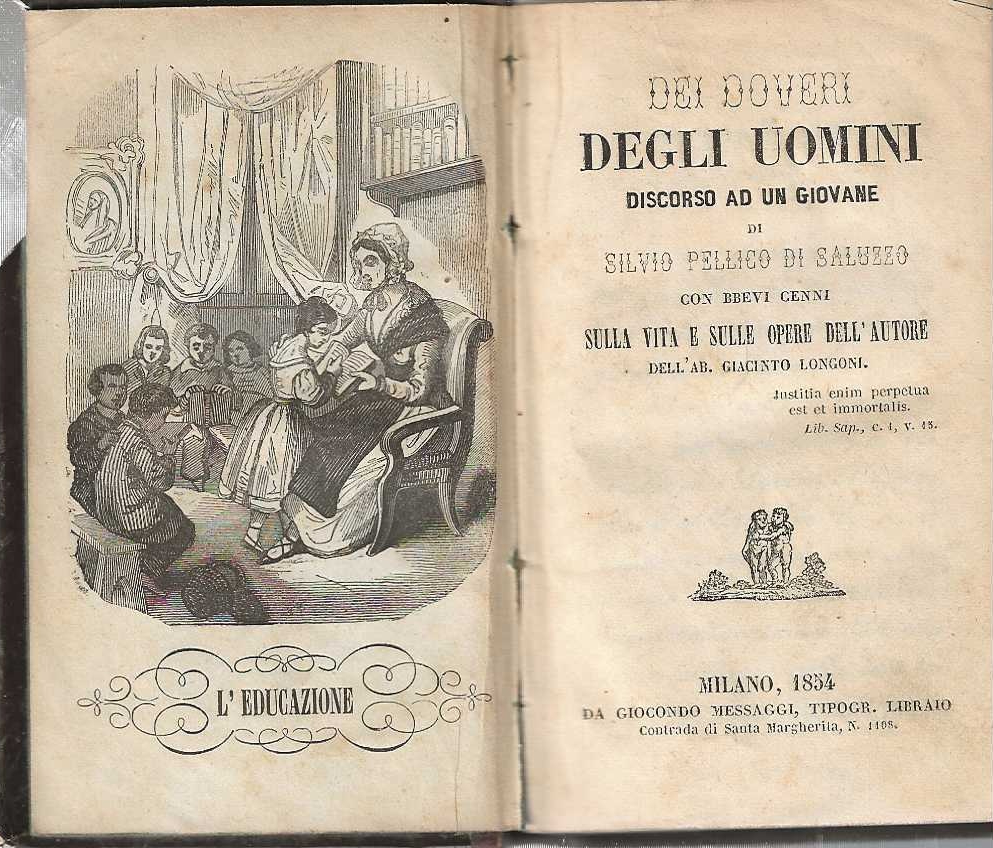 L' EDUCAZIONE
DEI DOVERI
DEGLI UOMINI
DISCORSO AD UN GIOVANE
DI
SILVIO PELLICO DI SALUZZO
CON BBEVI CENNI
SULLA VITA E SULLE OPERE DELL'AUTORE
DELL'AB. GIACINTO LONGONI.
Justitia enim perpetua
est et immortalis.
Lib. Sap., c. 1, v. 15.
MILANO, 1854
DA GIOCONDO MESSAGGI, TIPOGR. LIBRAIO
Contrada di Santa Margherita, N. 1108.